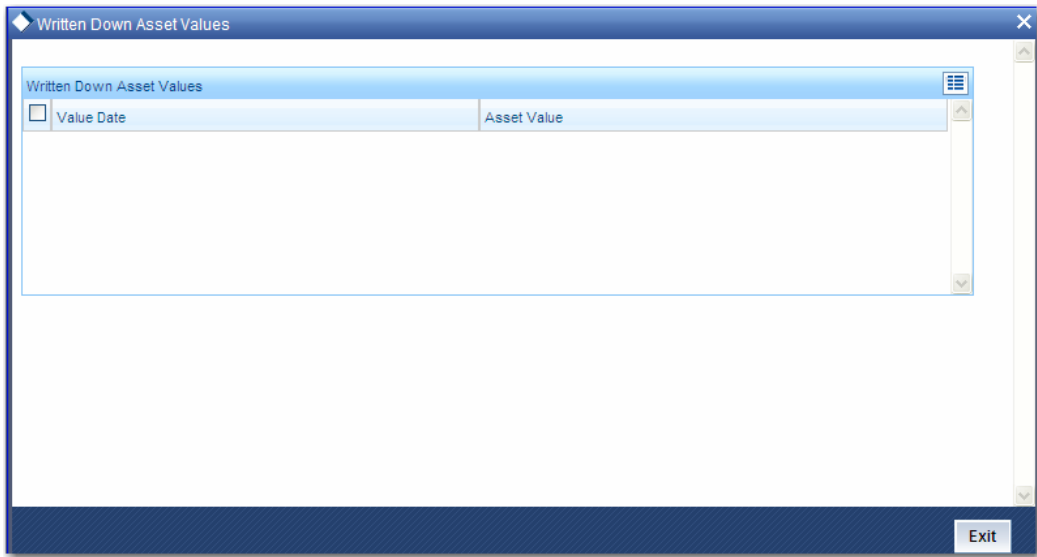 Written Down Asset Values
Written Down Asset Values
Value Date Asset Value
Exit